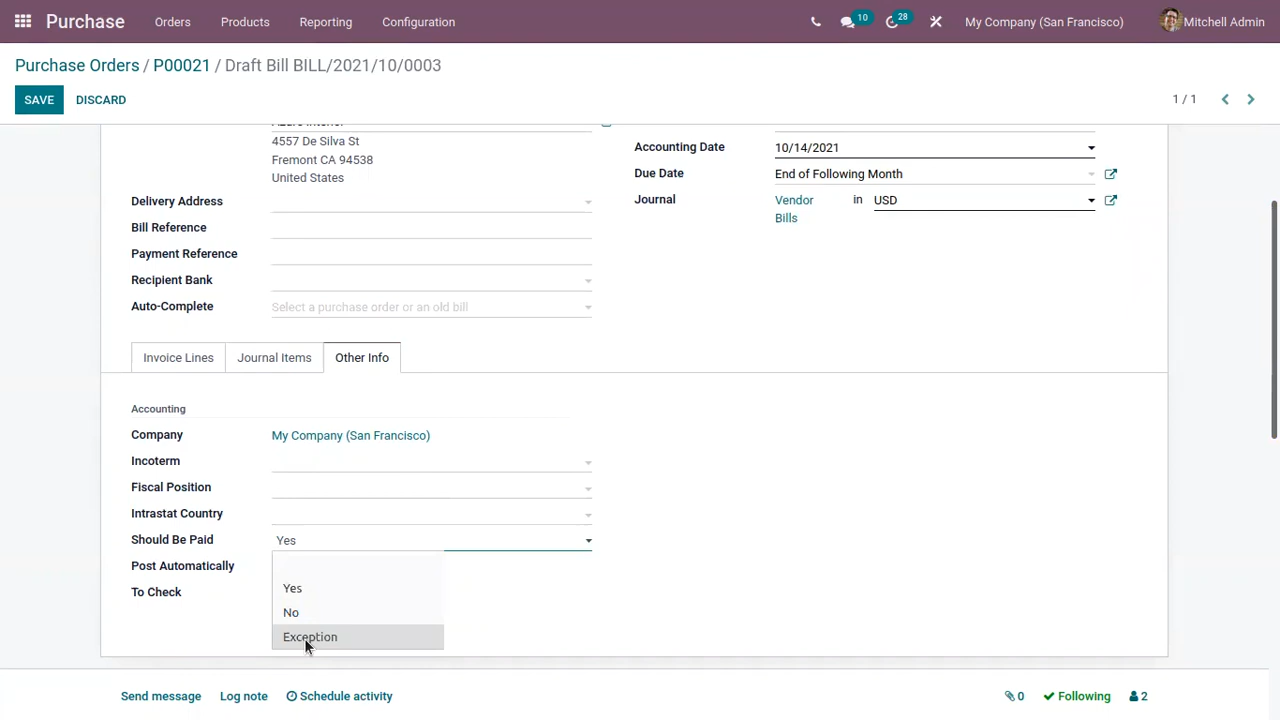 Purchase Orders Products Reporting Configuration 10 28 My Company (San Francisco) Mitchell Admin
Purchase Orders / P00021 / Draft Bill BILL/2021/10/0003
SAVE DISCARD 1 / 1
4557 De Silva St
Fremont CA 94538
United States
Accounting Date 10/14/2021
Due Date End of Following Month
Journal Vendor Bills in USD
Delivery Address
Bill Reference
Payment Reference
Recipient Bank
Auto-Complete Select a purchase order or an old bill
Invoice Lines Journal Items Other Info
Accounting
Company My Company (San Francisco)
Incoterm
Fiscal Position
Intrastat Country
Should Be Paid Yes
Post Automatically
To Check
Yes
No
Exception
Send message Log note Schedule activity 0 Following 2